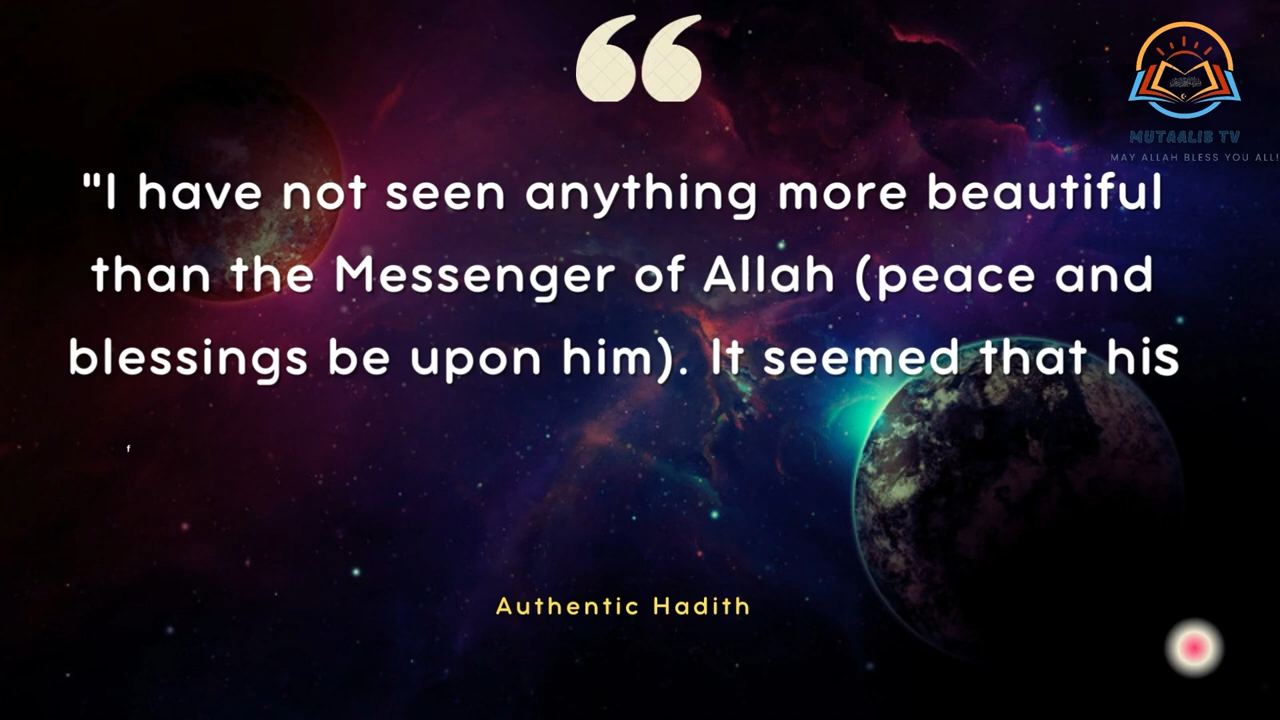 MUTAALIB TV
MAY ALLAH BLESS YOU ALL!
"I have not seen anything more beautiful
than the Messenger of Allah (peace and
blessings be upon him). It seemed that his
f
Authentic Hadith